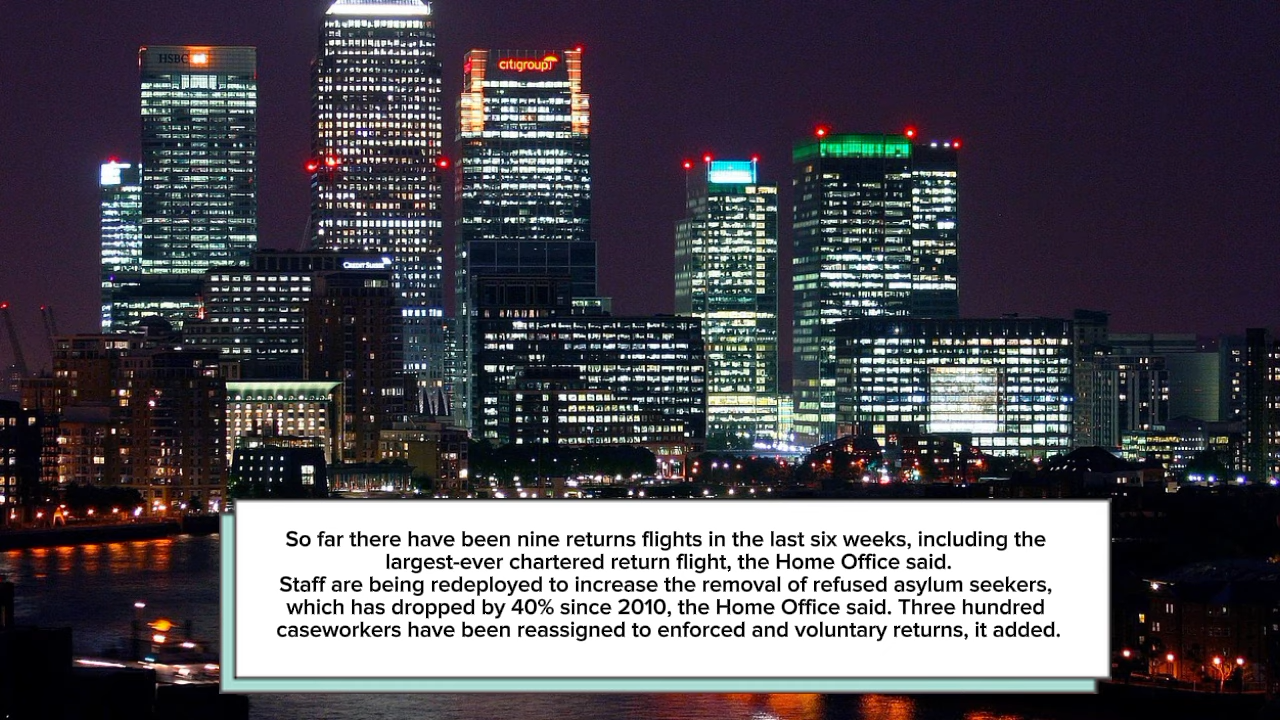 HSBC
citigroup
CREDIT SUISSE
So far there have been nine returns flights in the last six weeks, including the
largest-ever chartered return flight, the Home Office said.
Staff are being redeployed to increase the removal of refused asylum seekers,
which has dropped by 40% since 2010, the Home Office said. Three hundred
caseworkers have been reassigned to enforced and voluntary returns, it added.